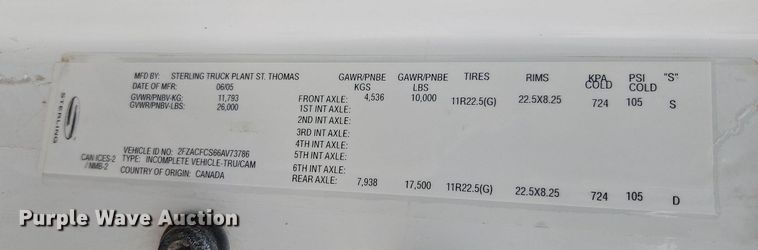 MFD BY: STERLING TRUCK PLANT ST. THOMAS
DATE OF MFR: 06/05
GVWR/PNBV-KG: 11,793
GVWR/PNBV-LBS: 26,000
VEHICLE ID NO.: 2FZACFCS66AV73786
TYPE: INCOMPLETE VEHICLE-TRU/CAM
COUNTRY OF ORIGIN: CANADA
STERLING
CAN ICES-2
/ NMB-2
GAWR/PNBE KGS GAWR/PNBE LBS TIRES RIMS KPA COLD PSI COLD "S"
FRONT AXLE: 4,536 10,000 11R22.5(G) 22.5X8.25 724 105 S
1ST INT AXLE:
2ND INT AXLE:
3RD INT AXLE:
4TH INT AXLE:
5TH INT AXLE:
6TH INT AXLE:
REAR AXLE: 7,938 17,500 11R22.5(G) 22.5X8.25 724 105 D
Purple Wave Auction